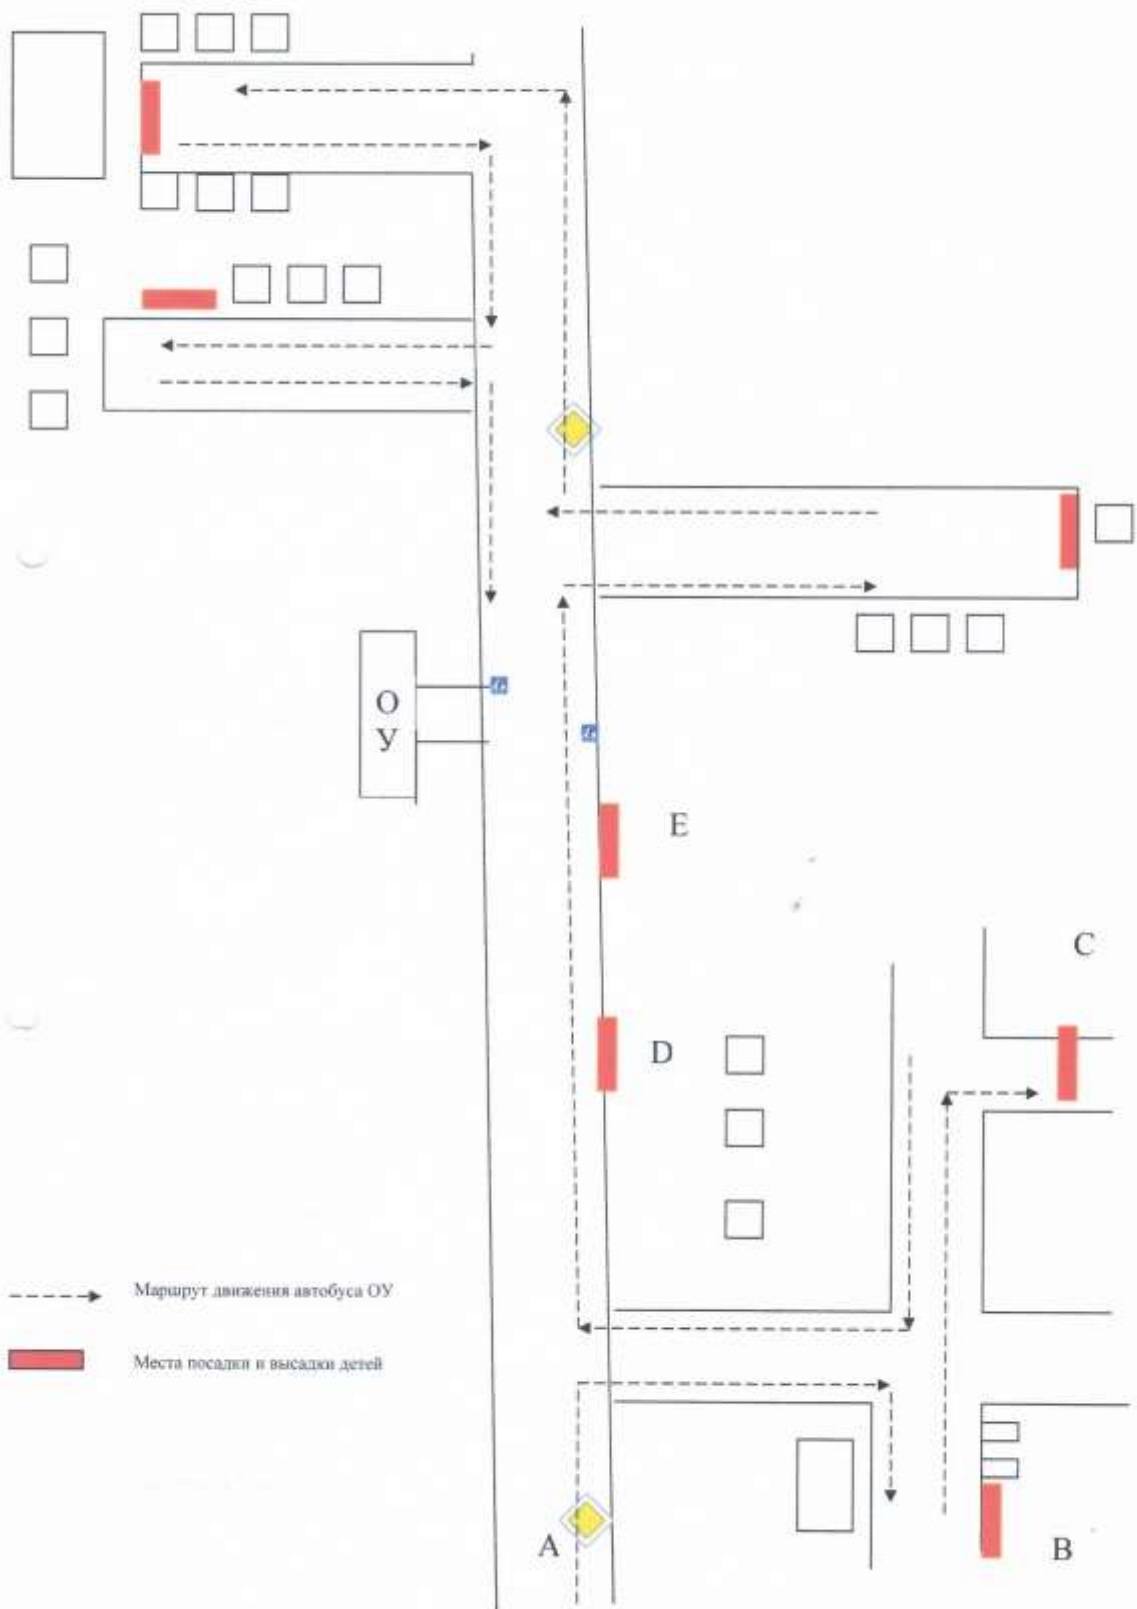 О
У
E
C
D
Маршрут движения автобуса ОУ
Места посадки и высадки детей
A
B